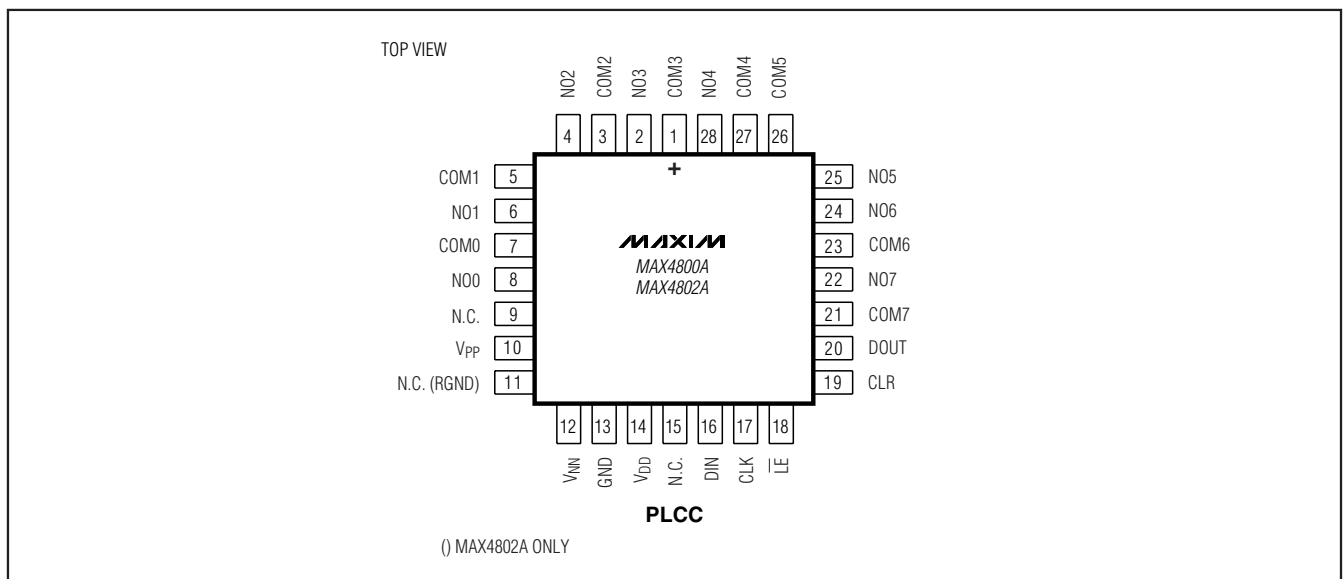 TOP VIEW
NO2 COM2 NO3 COM3 NO4 COM4 COM5
4 3 2 1 28 27 26
+
COM1 5 25 NO5
NO1 6 24 NO6
COM0 7 23 COM6
NO0 8 22 NO7
N.C. 9 21 COM7
VPP 10 20 DOUT
N.C. (RGND) 11 19 CLR
MAXIM
MAX4800A
MAX4802A
12 13 14 15 16 17 18
VNN GND VDD N.C. DIN CLK L̅E̅
PLCC
() MAX4802A ONLY